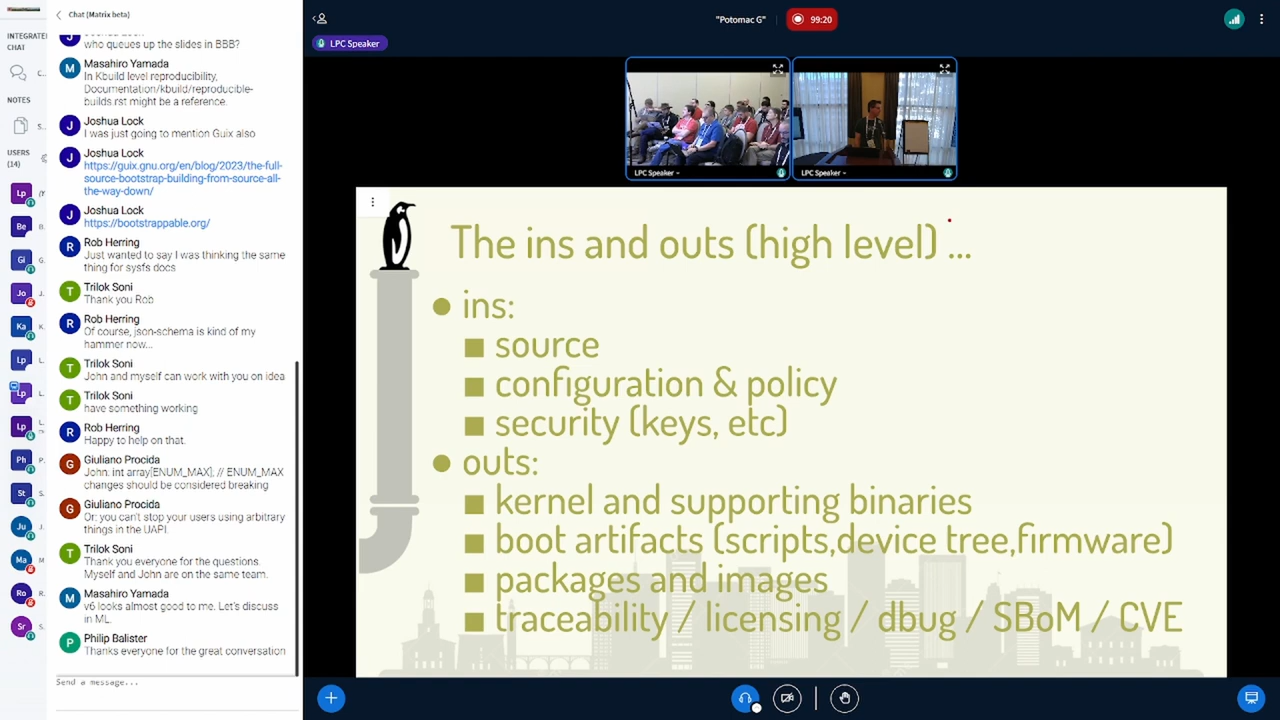 Chat (Matrix beta)
INTEGRATE
CHAT
NOTES
USERS
(14)
who queues up the slides in BBB?
Masahiro Yamada
In Kbuild level reproducibility,
Documentation/kbuild/reproducible-
builds.rst might be a reference.
Joshua Lock
I was just going to mention Guix also
Joshua Lock
https://guix.gnu.org/en/blog/2023/the-full-
source-bootstrap-building-from-source-all-
the-way-down/
Joshua Lock
https://bootstrappable.org/
Rob Herring
Just wanted to say I was thinking the same
thing for sysfs docs
Trilok Soni
Thank you Rob
Rob Herring
Of course, json-schema is kind of my
hammer now...
Trilok Soni
John and myself can work with you on idea
Trilok Soni
have something working
Rob Herring
Happy to help on that.
Giuliano Procida
John: int array[ENUM_MAX]; // ENUM_MAX
changes should be considered breaking
Giuliano Procida
Or: you can't stop your users using arbitrary
things in the UAPI.
Trilok Soni
Thank you everyone for the questions.
Myself and John are on the same team.
Masahiro Yamada
v6 looks almost good to me. Let's discuss
in ML.
Philip Balister
Thanks everyone for the great conversation
Send a message...
"Potomac G"
99:20
LPC Speaker
LPC Speaker
LPC Speaker
The ins and outs (high level) ...
ins:
source
configuration & policy
security (keys, etc)
outs:
kernel and supporting binaries
boot artifacts (scripts,device tree,firmware)
packages and images
traceability / licensing / dbug / SBoM / CVE